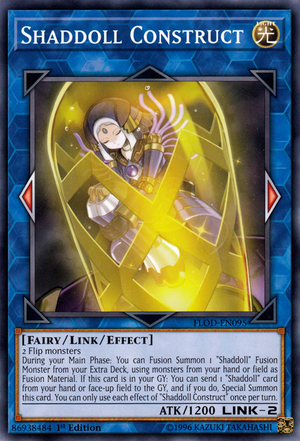 SHADDOLL CONSTRUCT
LIGHT
光
FLOD-EN095
[FAIRY/LINK/EFFECT]
2 Flip monsters
During your Main Phase: You can Fusion Summon 1 "Shaddoll" Fusion
Monster from your Extra Deck, using monsters from your hand or field as
Fusion Material. If this card is in your GY: You can send 1 "Shaddoll" card
from your hand or face-up field to the GY, and if you do, Special Summon
this card. You can only use each effect of "Shaddoll Construct" once per turn.
ATK/1200 LINK-2
86938484 1st Edition ©1996 KAZUKI TAKAHASHI